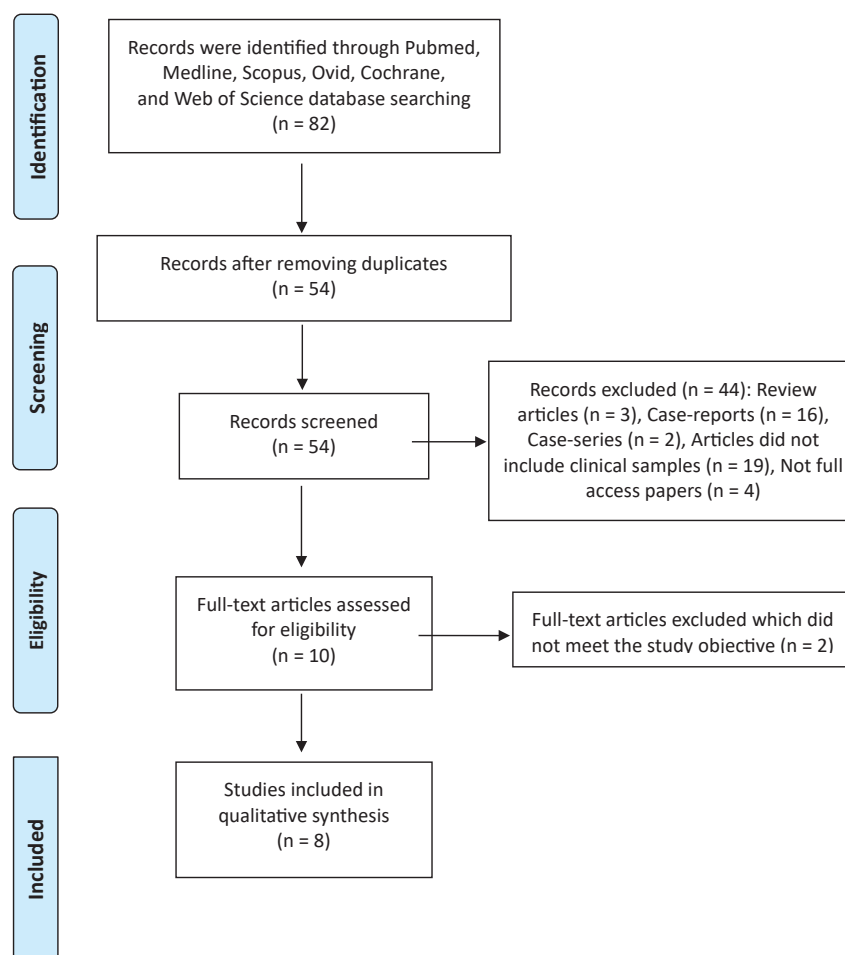 Identification
Records were identified through Pubmed,
Medline, Scopus, Ovid, Cochrane,
and Web of Science database searching
(n = 82)
Records after removing duplicates
(n = 54)
Screening
Records screened
(n = 54)
Records excluded (n = 44): Review
articles (n = 3), Case-reports (n = 16),
Case-series (n = 2), Articles did not
include clinical samples (n = 19), Not full
access papers (n = 4)
Eligibility
Full-text articles assessed
for eligibility
(n = 10)
Full-text articles excluded which did
not meet the study objective (n = 2)
Included
Studies included in
qualitative synthesis
(n = 8)